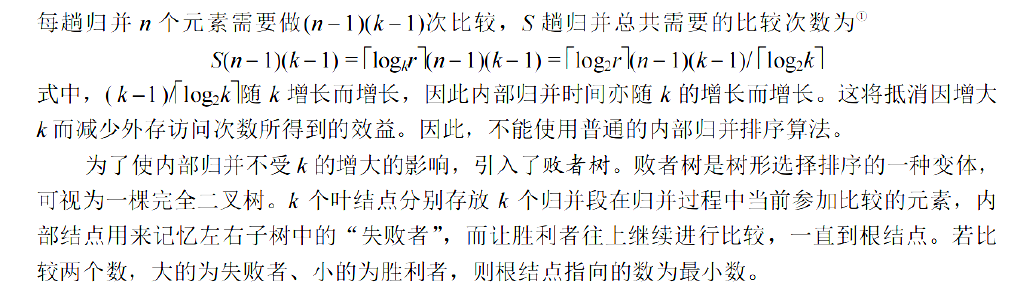 每趟归并 n 个元素需要做(n−1)(k−1)次比较，S 趟归并总共需要的比较次数为①
S(n−1)(k−1) =⌈logₖr⌉(n−1)(k−1) =⌈log₂r⌉(n−1)(k−1)/⌈log₂k⌉
式中，(k−1)/⌈log₂k⌉随 k 增长而增长，因此内部归并时间亦随 k 的增长而增长。这将抵消因增大
k 而减少外存访问次数所得到的效益。因此，不能使用普通的内部归并排序算法。
为了使内部归并不受 k 的增大的影响，引入了败者树。败者树是树形选择排序的一种变体，
可视为一棵完全二叉树。k 个叶结点分别存放 k 个归并段在归并过程中当前参加比较的元素，内
部结点用来记忆左右子树中的“失败者”，而让胜利者往上继续进行比较，一直到根结点。若比
较两个数，大的为失败者、小的为胜利者，则根结点指向的数为最小数。